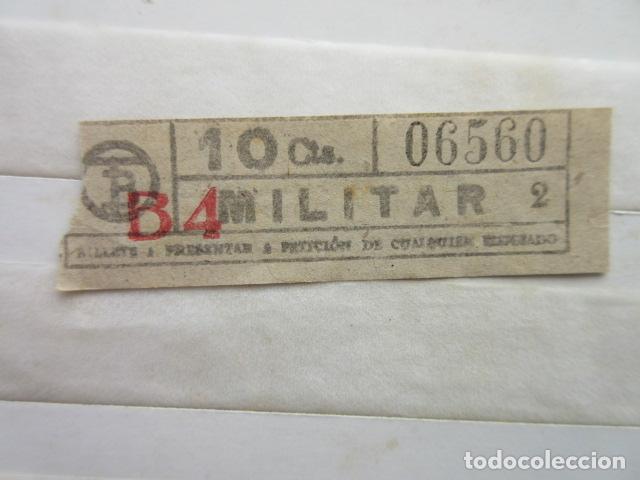 10 Cts. 06560
B4 MILITAR 2
BILLETE A PRESENTAR A PETICIÓN DE CUALQUIER EMPLEADO
todocoleccion